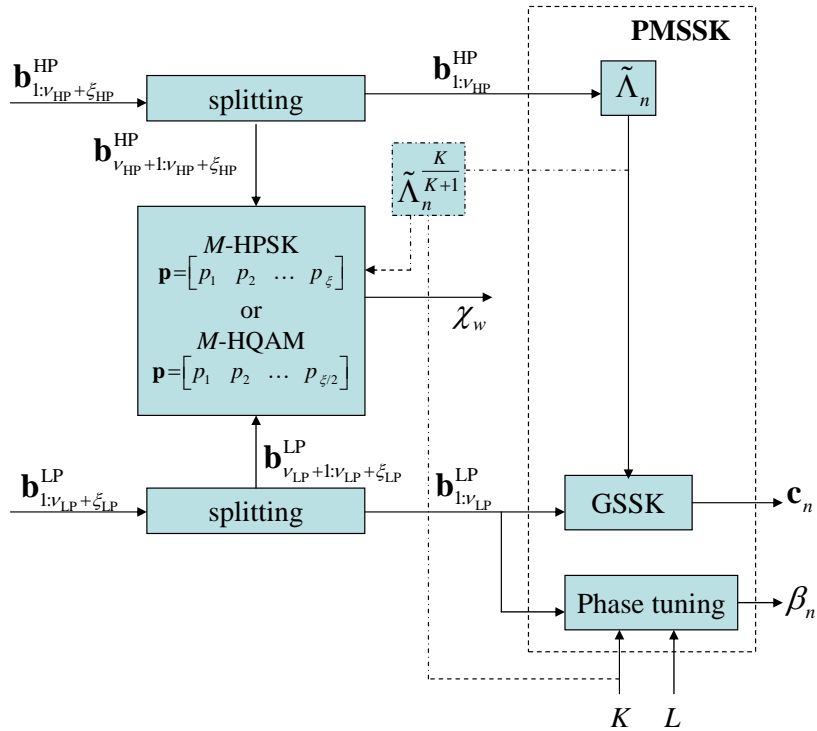 PMSSK
𝐛^HP_{1:ν_HP+ξ_HP}
splitting
𝐛^HP_{1:ν_HP}
Λ̃_n
𝐛^HP_{ν_HP+1:ν_HP+ξ_HP}
Λ̃_n^{K/(K+1)}
M-HPSK
𝐩=[p_1 p_2 … p_ξ]
or
M-HQAM
𝐩=[p_1 p_2 … p_{ξ/2}]
χ_w
𝐛^LP_{ν_LP+1:ν_LP+ξ_LP}
𝐛^LP_{1:ν_LP+ξ_LP}
splitting
𝐛^LP_{1:ν_LP}
GSSK
𝐜_n
Phase tuning
β_n
K L